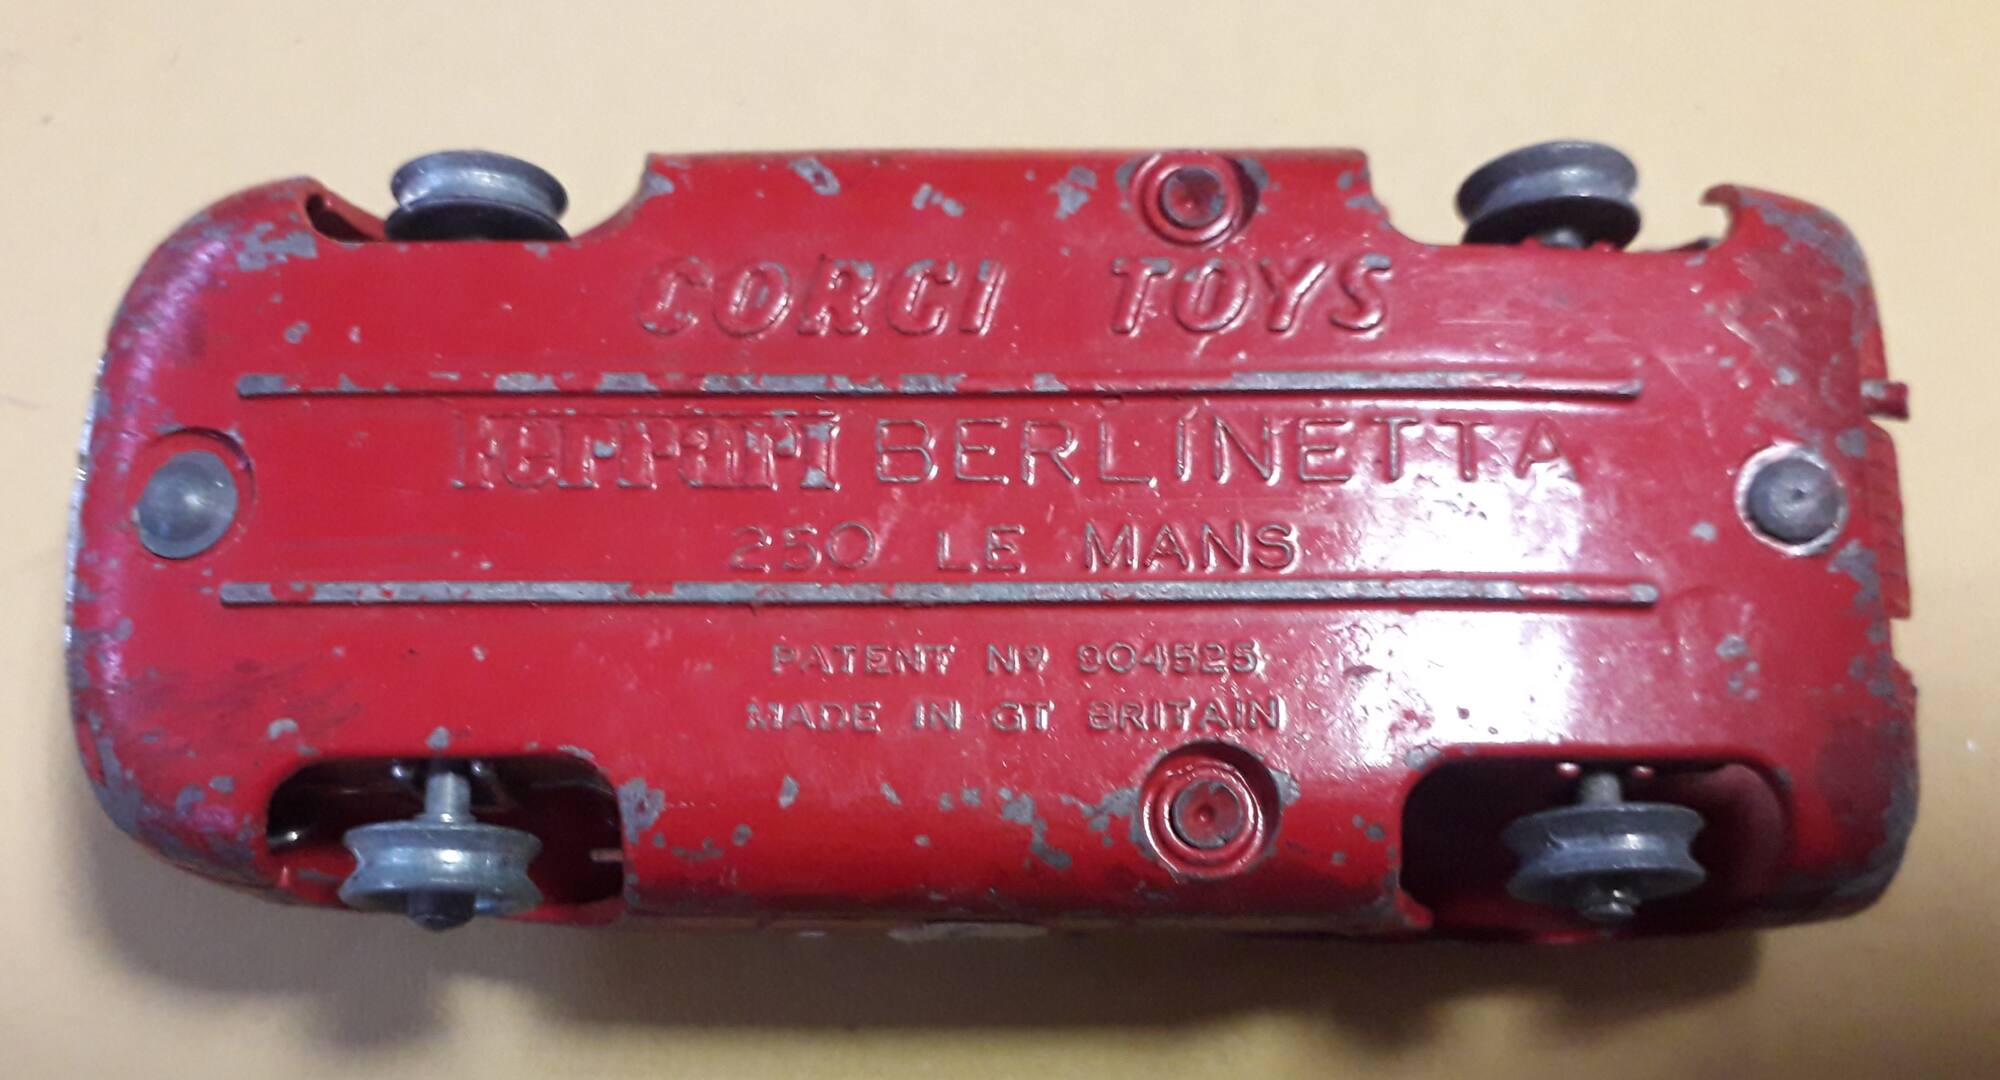 CORGI TOYS
Ferrari BERLINETTA
250 LE MANS
PATENT Nº 904525
MADE IN GT BRITAIN